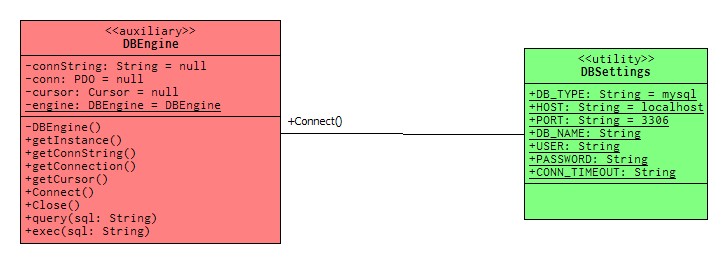 <<auxiliary>>
DBEngine
-connString: String = null
-conn: PDO = null
-cursor: Cursor = null
-engine: DBEngine = DBEngine
-DBEngine()
+getInstance()
+getConnString()
+getConnection()
+getCursor()
+Connect()
+Close()
+query(sql: String)
+exec(sql: String)
+Connect()
<<utility>>
DBSettings
+DB_TYPE: String = mysql
+HOST: String = localhost
+PORT: String = 3306
+DB_NAME: String
+USER: String
+PASSWORD: String
+CONN_TIMEOUT: String